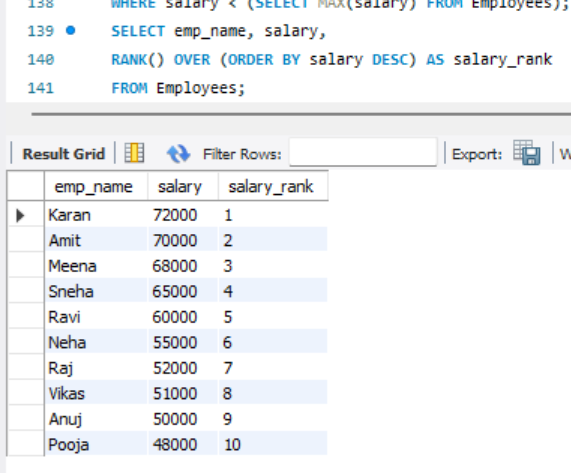 138 WHERE salary < (SELECT MAX(salary) FROM Employees);
139 SELECT emp_name, salary,
140 RANK() OVER (ORDER BY salary DESC) AS salary_rank
141 FROM Employees;
Result Grid Filter Rows: Export: W
emp_name salary salary_rank
Karan 72000 1
Amit 70000 2
Meena 68000 3
Sneha 65000 4
Ravi 60000 5
Neha 55000 6
Raj 52000 7
Vikas 51000 8
Anuj 50000 9
Pooja 48000 10